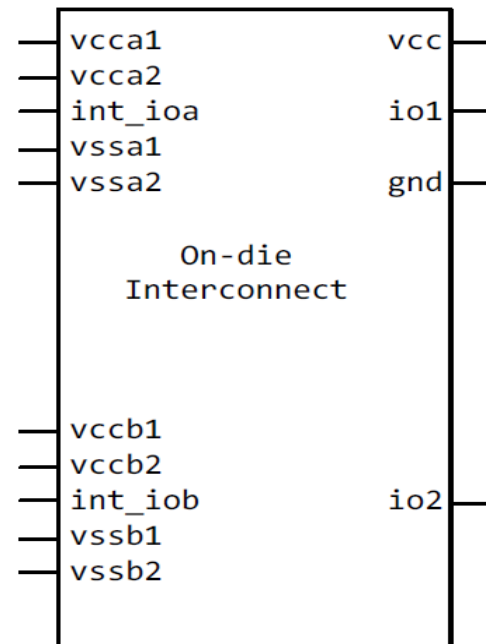 vcca1 vcc
vcca2
int_ioa io1
vssa1
vssa2 gnd
On-die
Interconnect
vccb1
vccb2
int_iob io2
vssb1
vssb2